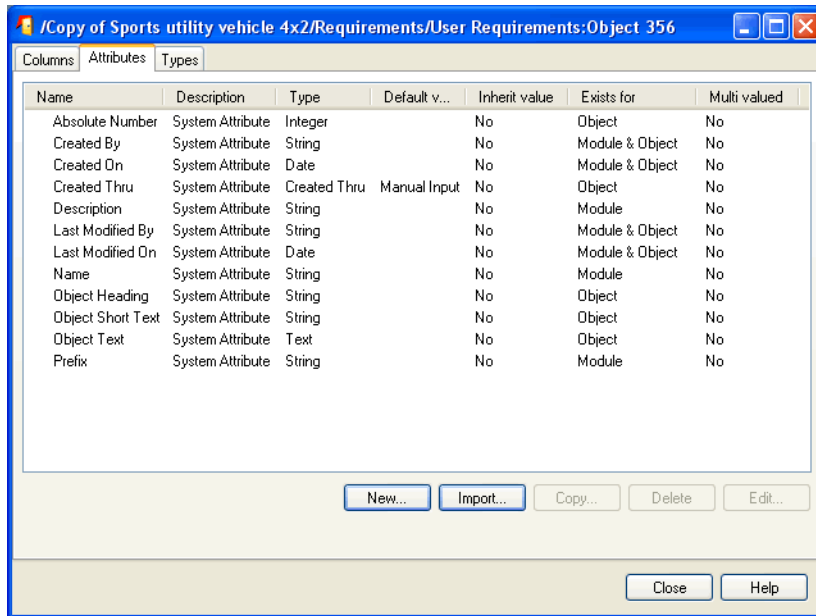 /Copy of Sports utility vehicle 4x2/Requirements/User Requirements:Object 356
Columns Attributes Types
Name Description Type Default v... Inherit value Exists for Multi valued
Absolute Number System Attribute Integer No Object No
Created By System Attribute String No Module & Object No
Created On System Attribute Date No Module & Object No
Created Thru System Attribute Created Thru Manual Input No Object No
Description System Attribute String No Module No
Last Modified By System Attribute String No Module & Object No
Last Modified On System Attribute Date No Module & Object No
Name System Attribute String No Module No
Object Heading System Attribute String No Object No
Object Short Text System Attribute String No Object No
Object Text System Attribute Text No Object No
Prefix System Attribute String No Module No
New... Import... Copy... Delete Edit...
Close Help